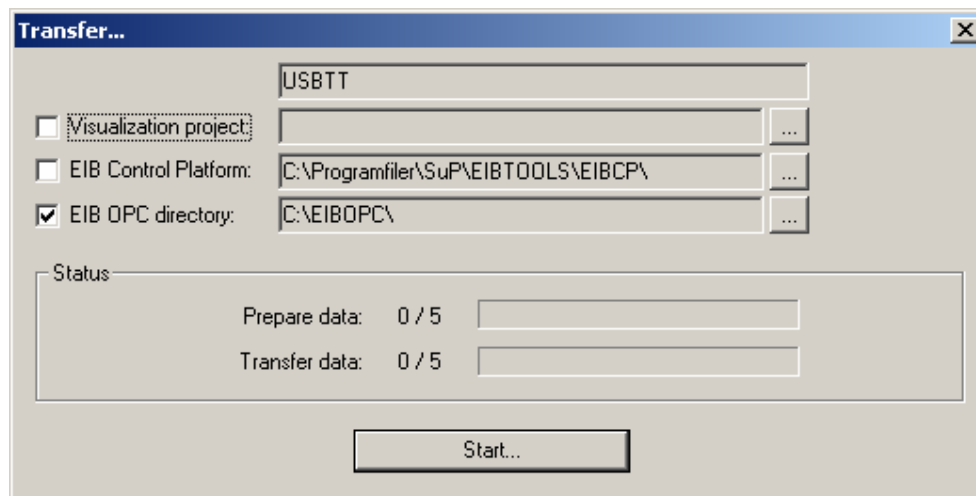 Transfer...
USBTT
Visualization project:
...
EIB Control Platform: C:\Programfiler\SuP\EIBTOOLS\EIBCP\ ...
EIB OPC directory: C:\EIBOPC\ ...
Status
Prepare data: 0 / 5
Transfer data: 0 / 5
Start...